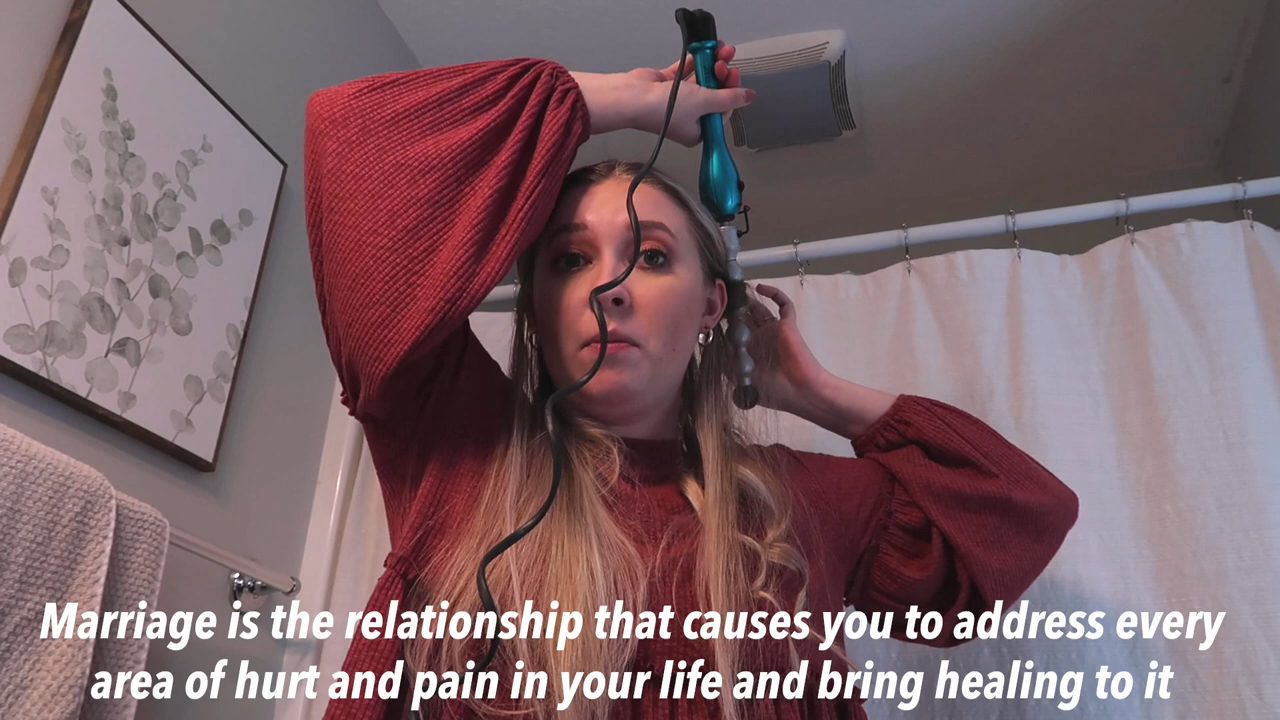 Marriage is the relationship that causes you to address every
area of hurt and pain in your life and bring healing to it